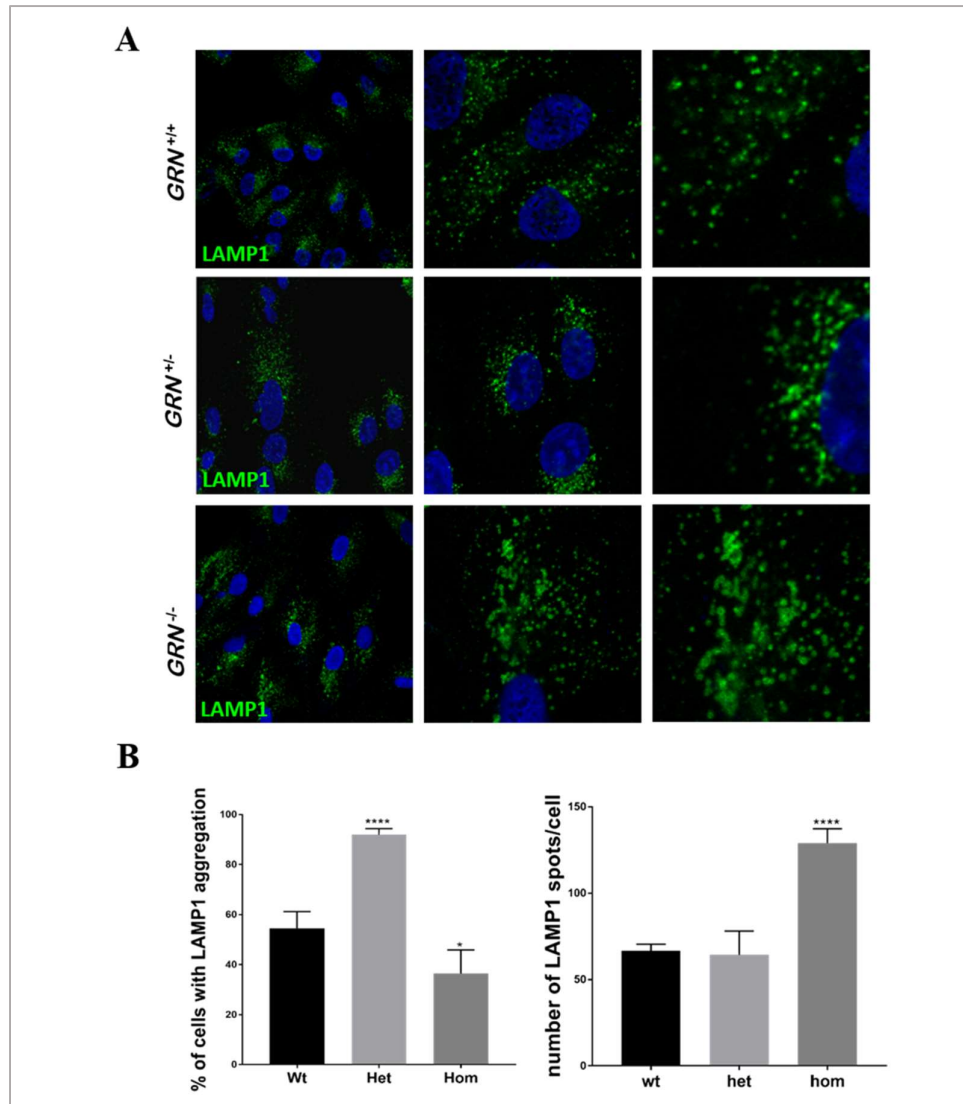 A
GRN+/+
LAMP1
GRN+/-
LAMP1
GRN-/-
LAMP1
B
% of cells with LAMP1 aggregation
100
80
60
40
20
0
****
*
Wt Het Hom
number of LAMP1 spots/cell
150
100
50
0
****
wt het hom